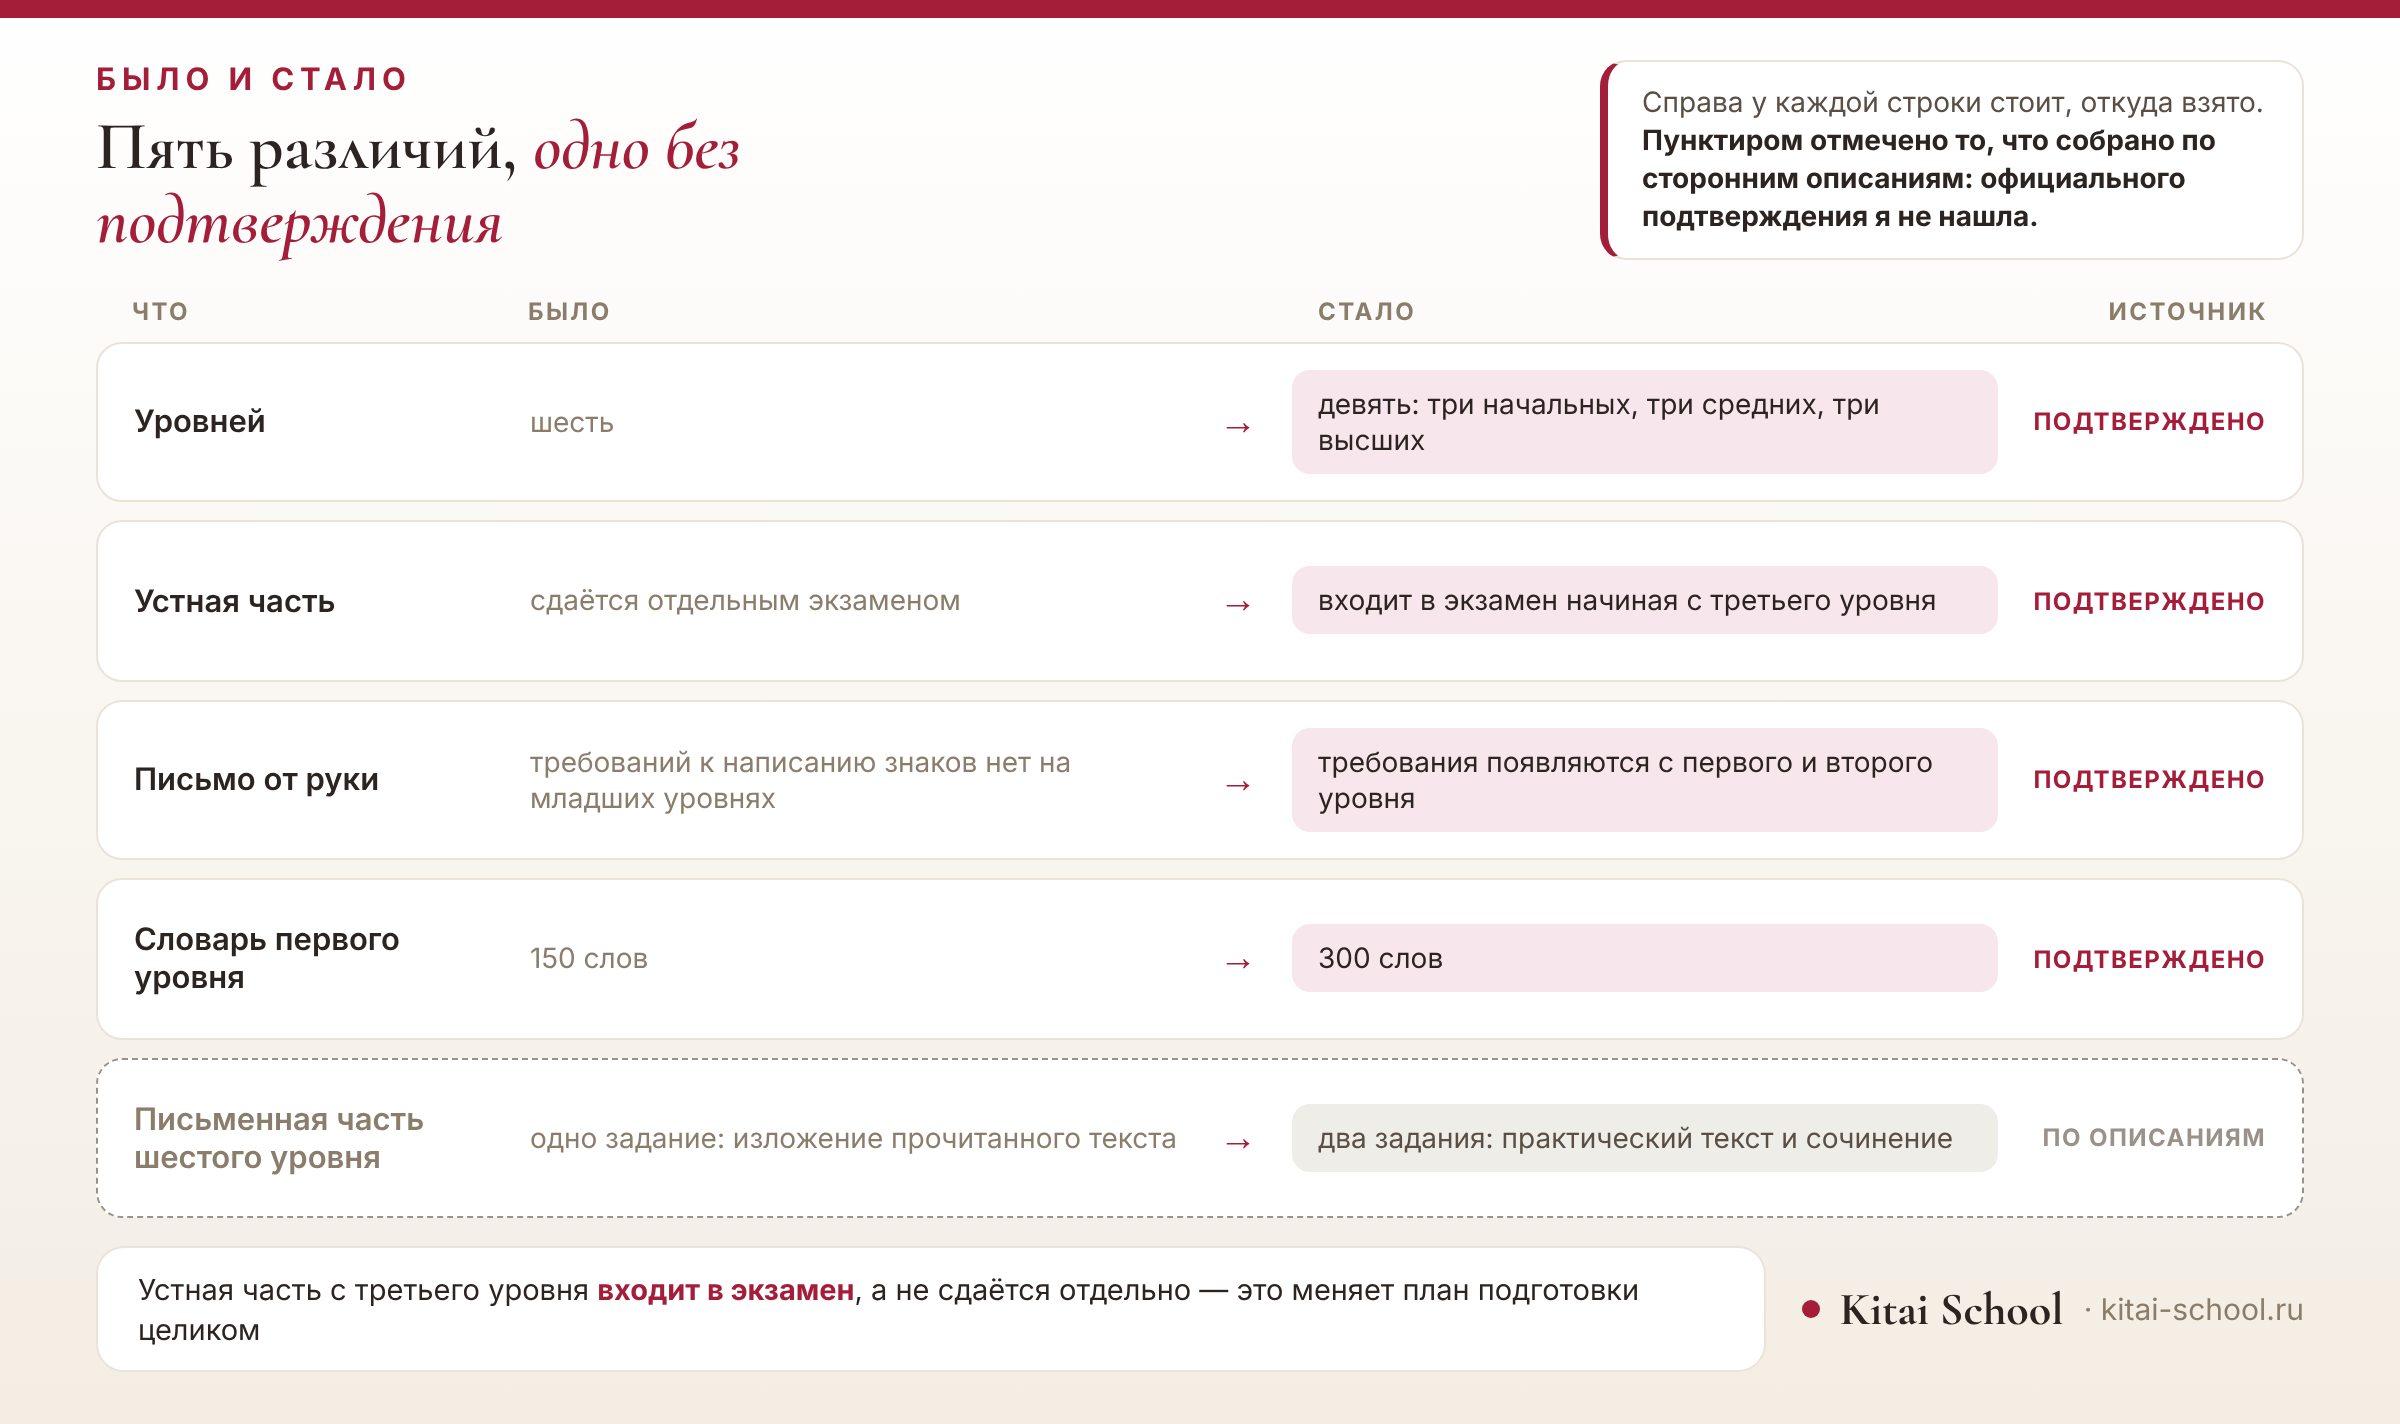 БЫЛО И СТАЛО
Пять различий, одно без
подтверждения
Справа у каждой строки стоит, откуда взято.
Пунктиром отмечено то, что собрано по
сторонним описаниям: официального
подтверждения я не нашла.
ЧТО БЫЛО СТАЛО ИСТОЧНИК
Уровней
шесть
→
девять: три начальных, три средних, три
высших
ПОДТВЕРЖДЕНО
Устная часть
сдаётся отдельным экзаменом
→
входит в экзамен начиная с третьего уровня
ПОДТВЕРЖДЕНО
Письмо от руки
требований к написанию знаков нет на
младших уровнях
→
требования появляются с первого и второго
уровня
ПОДТВЕРЖДЕНО
Словарь первого
уровня
150 слов
→
300 слов
ПОДТВЕРЖДЕНО
Письменная часть
шестого уровня
одно задание: изложение прочитанного текста
→
два задания: практический текст и сочинение
ПО ОПИСАНИЯМ
Устная часть с третьего уровня входит в экзамен, а не сдаётся отдельно — это меняет план подготовки
целиком
Kitai School · kitai-school.ru